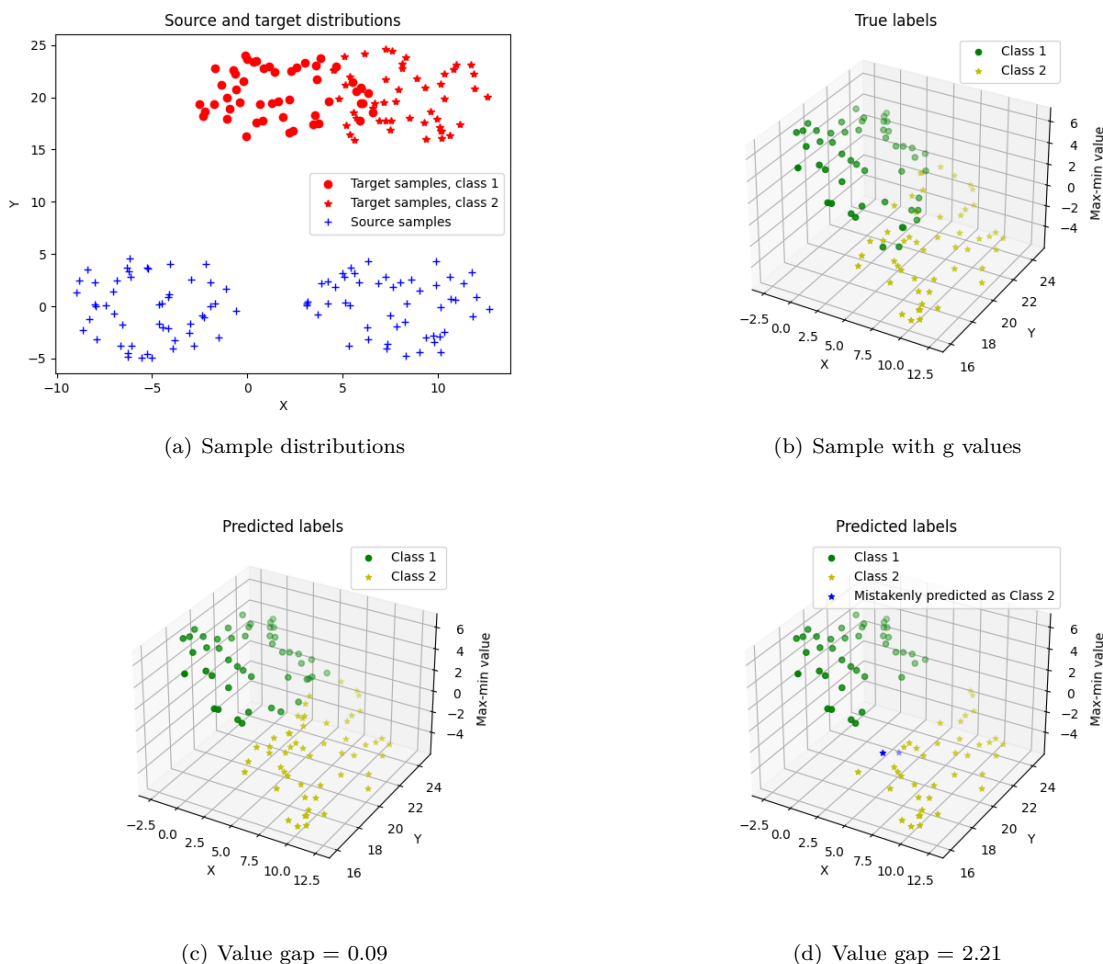 Source and target distributions
25
20
15
10
5
0
−5
Y
Target samples, class 1
Target samples, class 2
Source samples
−10
−5
0
5
10
X
(a) Sample distributions
True labels
Class 1
Class 2
6
4
2
0
−2
−4
Max-min value
−2.5
0.0
2.5
5.0
7.5
10.0
12.5
X
16
18
20
22
24
Y
(b) Sample with g values
Predicted labels
Class 1
Class 2
6
4
2
0
−2
−4
Max-min value
−2.5
0.0
2.5
5.0
7.5
10.0
12.5
X
16
18
20
22
24
Y
(c) Value gap = 0.09
Predicted labels
Class 1
Class 2
Mistakenly predicted as Class 2
6
4
2
0
−2
−4
Max-min value
−2.5
0.0
2.5
5.0
7.5
10.0
12.5
X
16
18
20
22
24
Y
(d) Value gap = 2.21